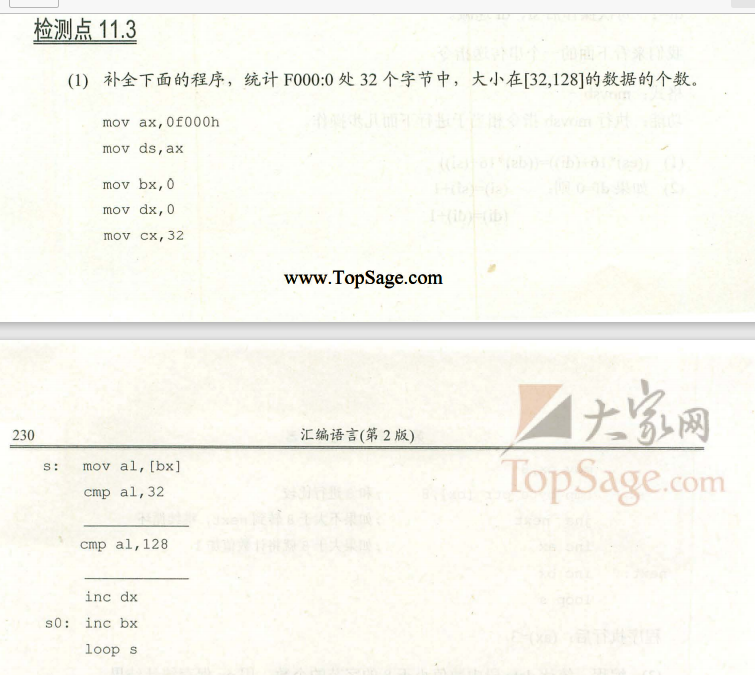 检测点 11.3
(1) 补全下面的程序，统计 F000:0 处 32 个字节中，大小在[32,128]的数据的个数。
mov ax,0f000h
mov ds,ax
mov bx,0
mov dx,0
mov cx,32
www.TopSage.com
大家网
230 汇编语言(第 2 版)
TopSage.com
s: mov al,[bx]
cmp al,32
cmp al,128
inc dx
s0: inc bx
loop s